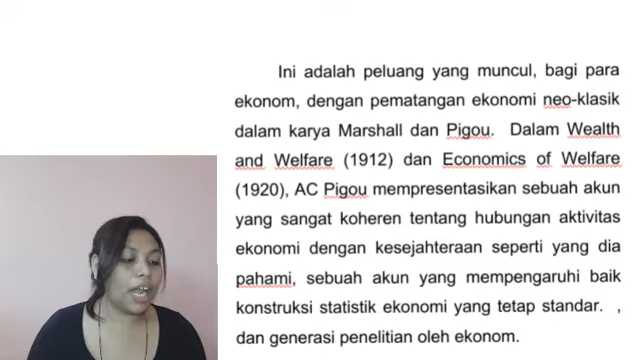 Ini adalah peluang yang muncul, bagi para
ekonom, dengan pematangan ekonomi neo-klasik
dalam karya Marshall dan Pigou. Dalam Wealth
and Welfare (1912) dan Economics of Welfare
(1920), AC Pigou mempresentasikan sebuah akun
yang sangat koheren tentang hubungan aktivitas
ekonomi dengan kesejahteraan seperti yang dia
pahami, sebuah akun yang mempengaruhi baik
konstruksi statistik ekonomi yang tetap standar. ,
dan generasi penelitian oleh ekonom.